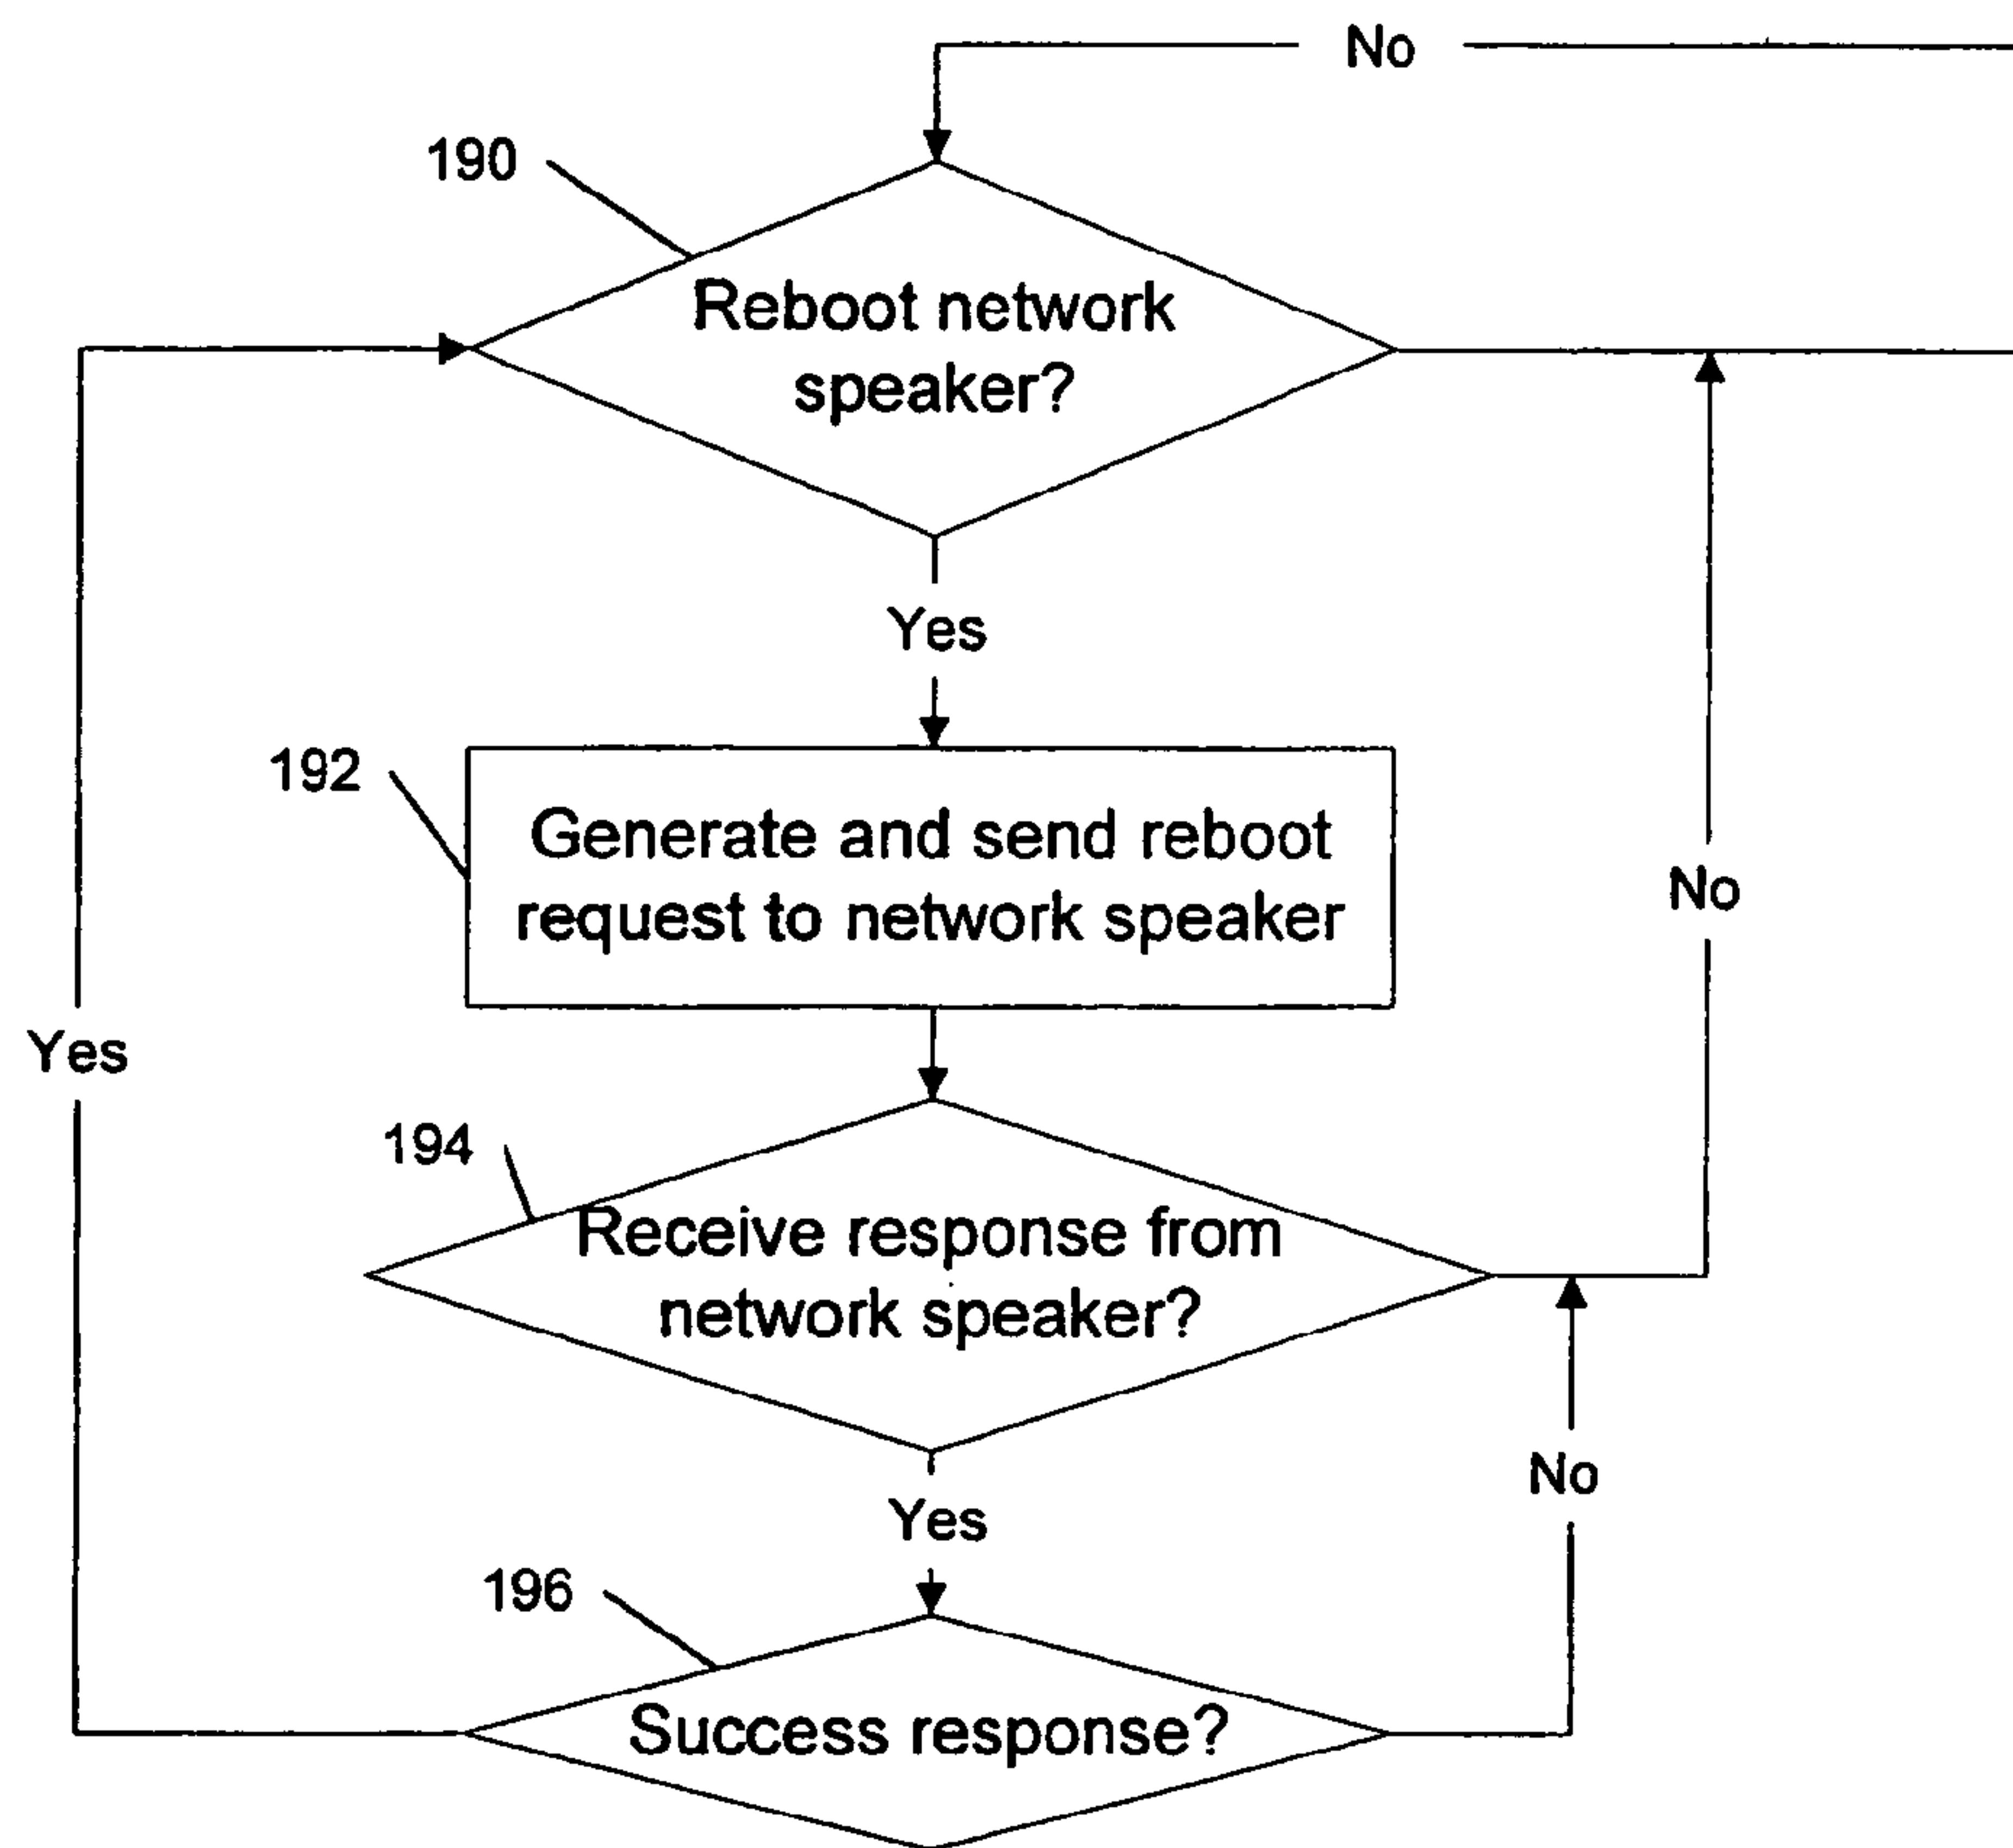 No
190
Reboot network
speaker?
Yes
192
Generate and send reboot
request to network speaker
No
Yes
194
Receive response from
network speaker?
No
Yes
196
Success response?